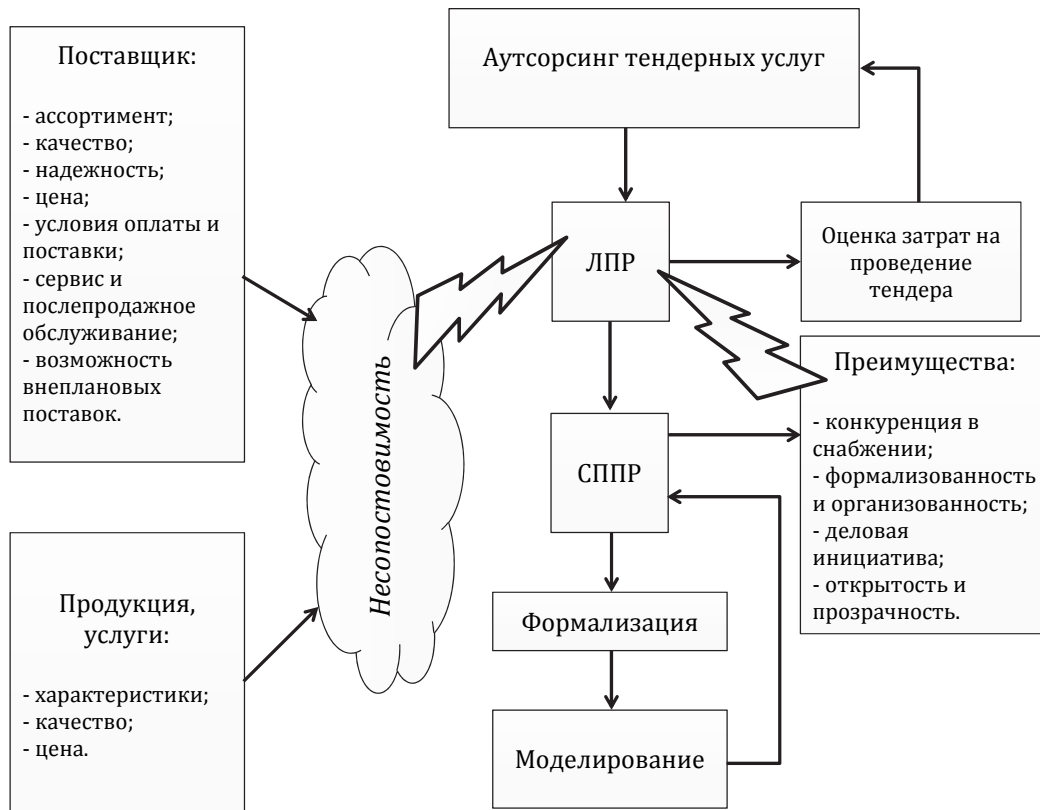 Поставщик:
- ассортимент;
- качество;
- надежность;
- цена;
- условия оплаты и
поставки;
- сервис и
послепродажное
обслуживание;
- возможность
внеплановых
поставок.
Продукция,
услуги:
- характеристики;
- качество;
- цена.
Несопостовимость
Аутсорсинг тендерных услуг
ЛПР
Оценка затрат на
проведение
тендера
СППР
Преимущества:
- конкуренция в
снабжении;
- формализованность
и организованность;
- деловая
инициатива;
- открытость и
прозрачность.
Формализация
Моделирование